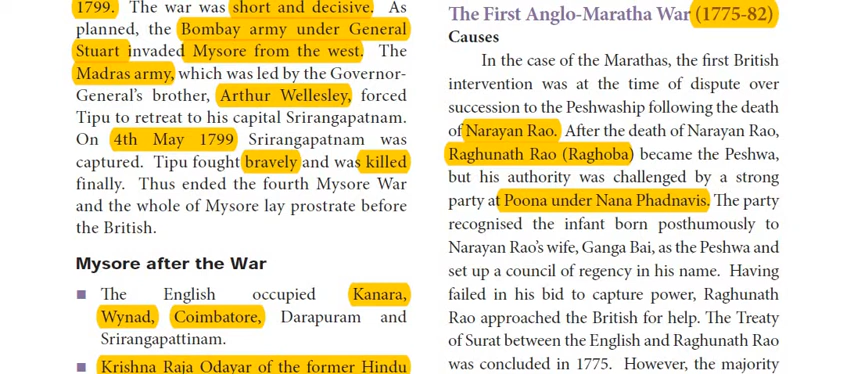 1799. The war was short and decisive. As
planned, the Bombay army under General
Stuart invaded Mysore from the west. The
Madras army, which was led by the Governor-
General's brother, Arthur Wellesley, forced
Tipu to retreat to his capital Srirangapatnam.
On 4th May 1799 Srirangapatnam was
captured. Tipu fought bravely and was killed
finally. Thus ended the fourth Mysore War
and the whole of Mysore lay prostrate before
the British.
Mysore after the War
■ The English occupied Kanara,
Wynad, Coimbatore, Darapuram and
Srirangapattinam.
■ Krishna Raja Odayar of the former Hindu
The First Anglo-Maratha War (1775-82)
Causes
In the case of the Marathas, the first British
intervention was at the time of dispute over
succession to the Peshwaship following the death
of Narayan Rao. After the death of Narayan Rao,
Raghunath Rao (Raghoba) became the Peshwa,
but his authority was challenged by a strong
party at Poona under Nana Phadnavis. The party
recognised the infant born posthumously to
Narayan Rao's wife, Ganga Bai, as the Peshwa and
set up a council of regency in his name. Having
failed in his bid to capture power, Raghunath
Rao approached the British for help. The Treaty
of Surat between the English and Raghunath Rao
was concluded in 1775. However, the majority